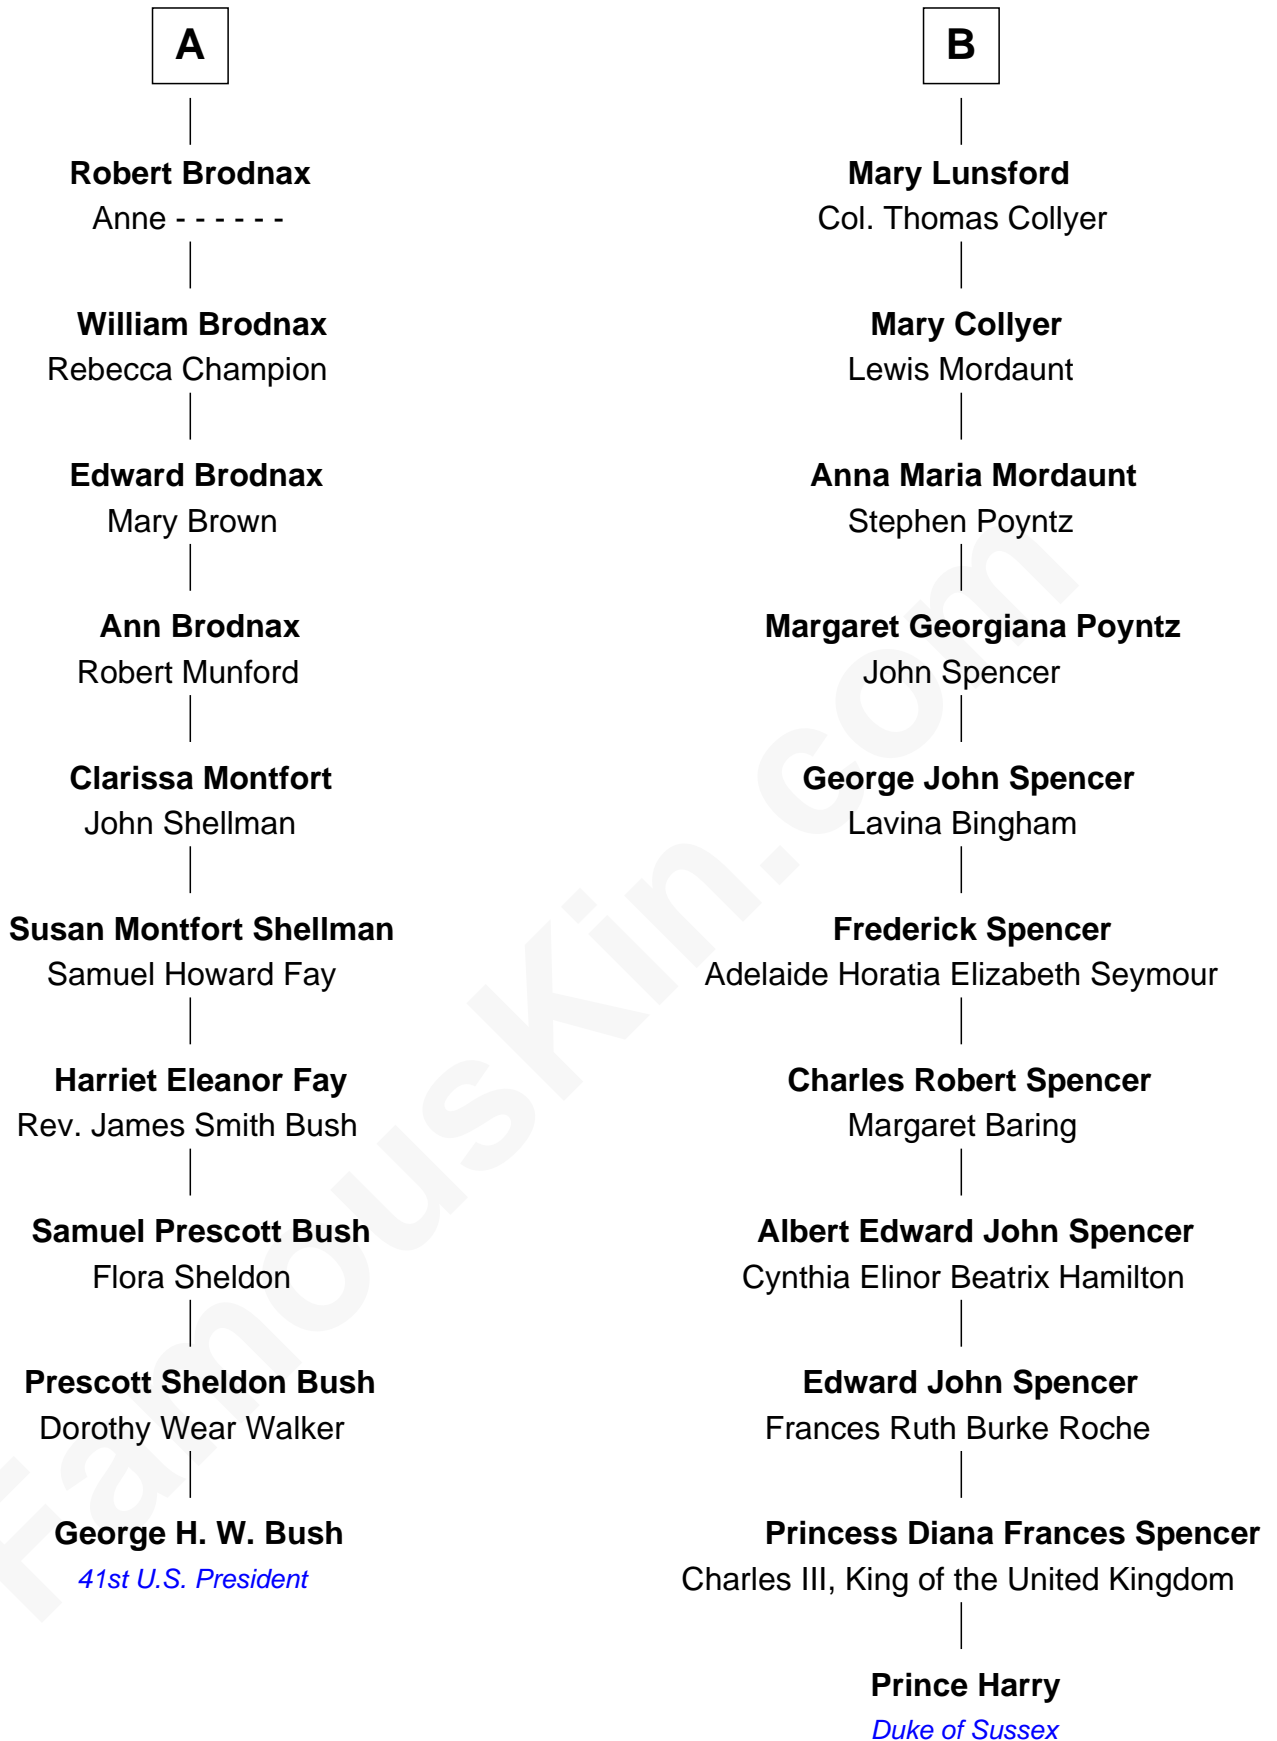 A
Robert Brodnax
Anne - - - - - -
William Brodnax
Rebecca Champion
Edward Brodnax
Mary Brown
Ann Brodnax
Robert Munford
Clarissa Montfort
John Shellman
Susan Montfort Shellman
Samuel Howard Fay
Harriet Eleanor Fay
Rev. James Smith Bush
Samuel Prescott Bush
Flora Sheldon
Prescott Sheldon Bush
Dorothy Wear Walker
George H. W. Bush
41st U.S. President
B
Mary Lunsford
Col. Thomas Collyer
Mary Collyer
Lewis Mordaunt
Anna Maria Mordaunt
Stephen Poyntz
Margaret Georgiana Poyntz
John Spencer
George John Spencer
Lavina Bingham
Frederick Spencer
Adelaide Horatia Elizabeth Seymour
Charles Robert Spencer
Margaret Baring
Albert Edward John Spencer
Cynthia Elinor Beatrix Hamilton
Edward John Spencer
Frances Ruth Burke Roche
Princess Diana Frances Spencer
Charles III, King of the United Kingdom
Prince Harry
Duke of Sussex
FamousKin.com